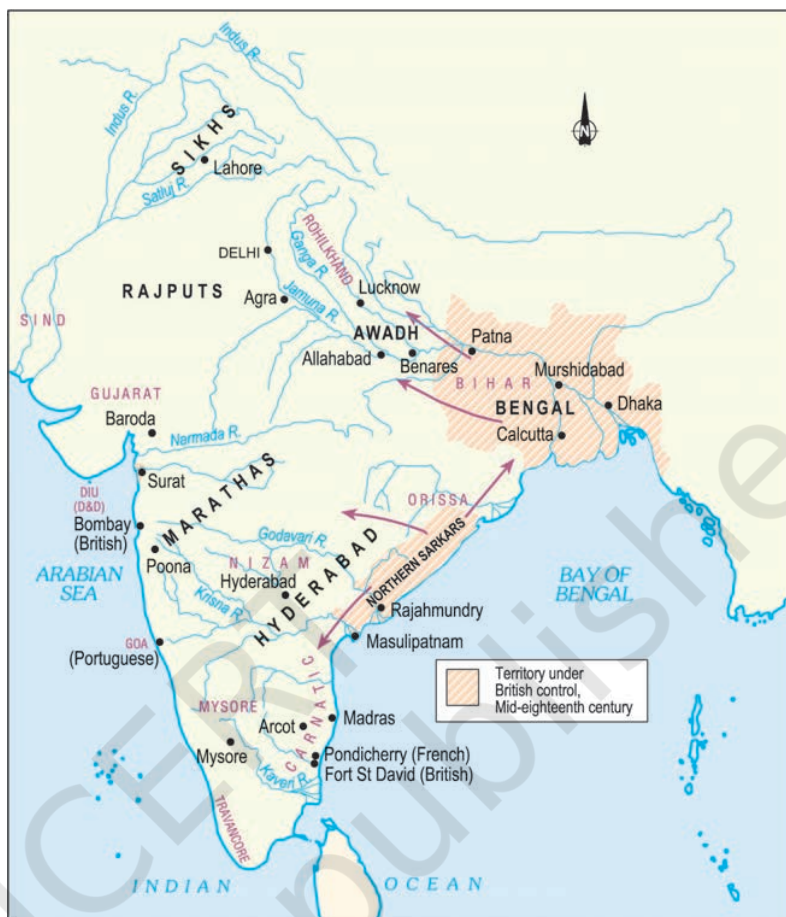 Indus R.
Indus R.
SIKHS
Lahore
Satluj R.
DELHI
ROHILKHAND
Ganga R
RAJPUTS
Lucknow
Agra
Jamuna R.
SIND
AWADH
Patna
Allahabad
Benares
BIHAR
Murshidabad
GUJARAT
BENGAL
Dhaka
Baroda
Calcutta
Narmada R.
Surat
DIU
(D&D)
MARATHAS
ORISSA
Bombay
(British)
Godavari R.
NORTHERN SARKARS
Poona
NIZAM
ARABIAN
SEA
Hyderabad
HYDERABAD
BAY OF
BENGAL
Krisna R.
Rajahmundry
GOA
(Portuguese)
Masulipatnam
Territory under
British control,
Mid-eighteenth century
CARNATIC
MYSORE
Madras
Arcot
Mysore
Pondicherry (French)
Fort St David (British)
Kaveri R.
TRAVANCORE
INDIAN OCEAN
N
NCERT
publishe